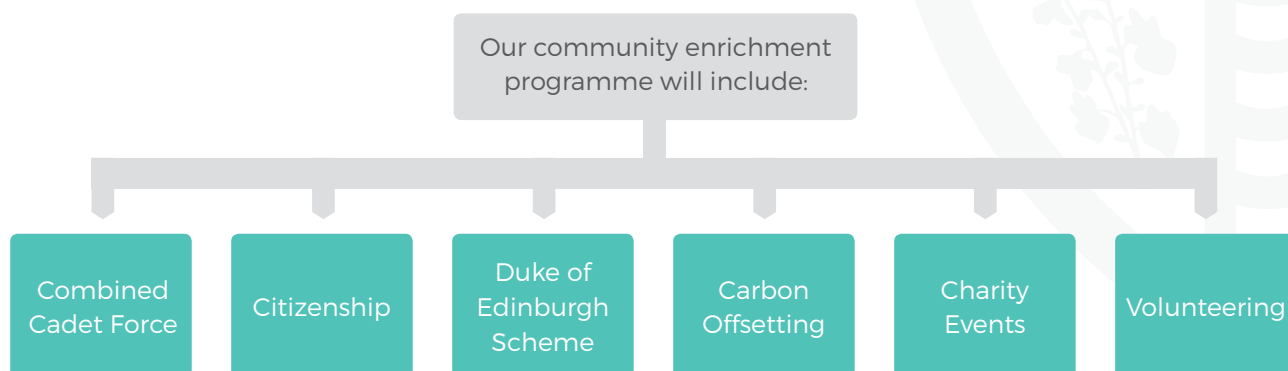 Our community enrichment
programme will include:
Combined
Cadet Force
Citizenship
Duke of
Edinburgh
Scheme
Carbon
Offsetting
Charity
Events
Volunteering